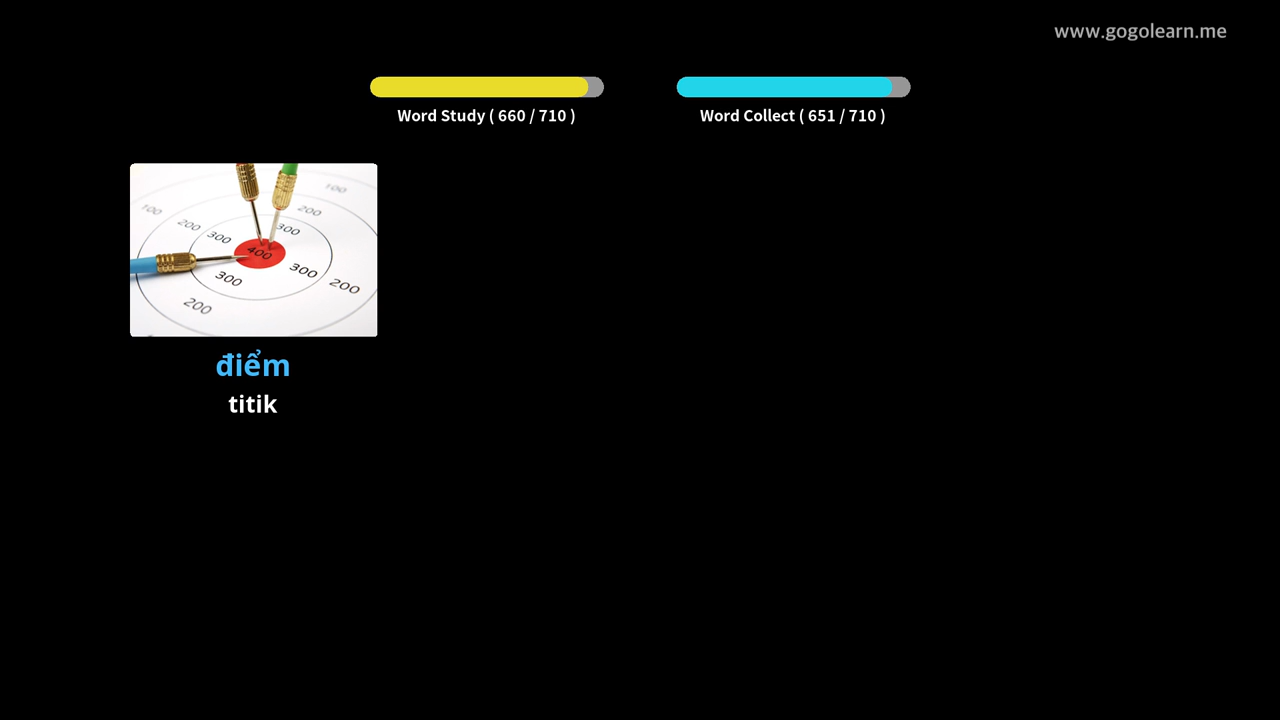 www.gogolearn.me
Word Study ( 660 / 710 )
Word Collect ( 651 / 710 )
100
100
200
200
300
300
400
300
300
200
200
điểm
titik